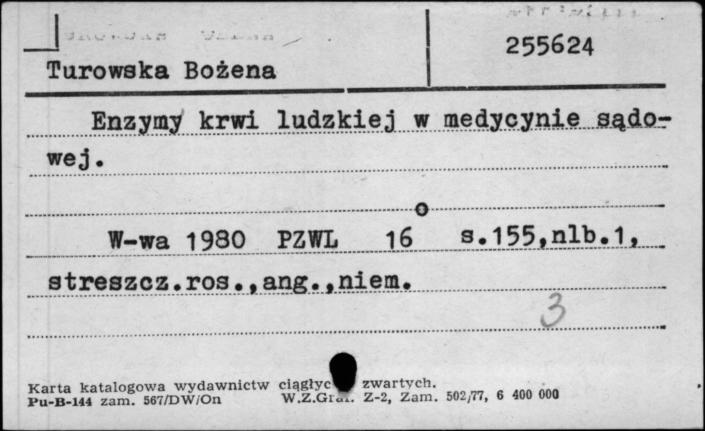 255624
Turowska Bożena
Enzymy krwi ludzkiej w medycynie sądo-
wej.
o
W-wa 1980 PZWL 16 s.155,nlb.1,
streszcz.ros.,ang.,niem.
3
Karta katalogowa wydawnictw ciągłyc zwartych.
Pu-B-144 zam. 567/DW/On W.Z.Graf. Z-2, Zam. 502/77, 6 400 000